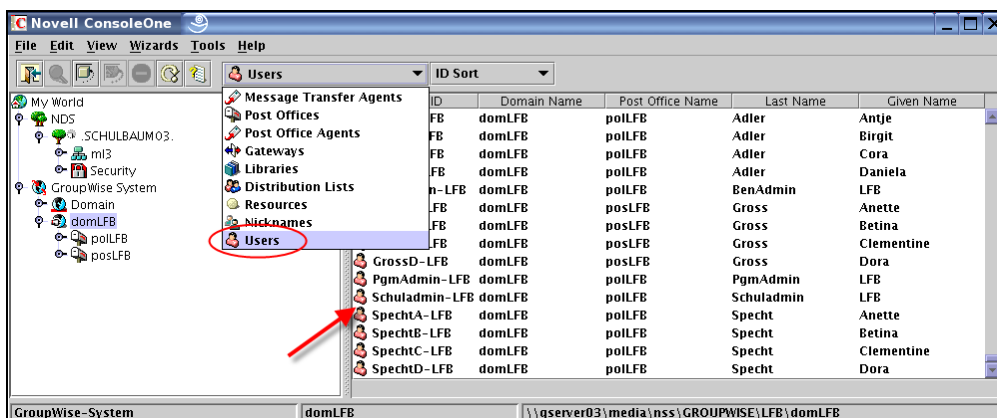 Novell ConsoleOne
File Edit View Wizards Tools Help
Users ID Sort
Message Transfer Agents
Post Offices
Post Office Agents
Gateways
Libraries
Distribution Lists
Resources
Nicknames
Users
My World
NDS
.SCHULBAUM03.
ml3
Security
GroupWise System
Domain
domLFB
polLFB
posLFB
ID Domain Name Post Office Name Last Name Given Name
FB domLFB polLFB Adler Antje
FB domLFB polLFB Adler Birgit
FB domLFB polLFB Adler Cora
FB domLFB polLFB Adler Daniela
n-LFB domLFB polLFB BenAdmin LFB
LFB domLFB posLFB Gross Anette
LFB domLFB posLFB Gross Betina
LFB domLFB posLFB Gross Clementine
GrossD-LFB domLFB posLFB Gross Dora
PgmAdmin-LFB domLFB polLFB PgmAdmin LFB
Schuladmin-LFB domLFB polLFB Schuladmin LFB
SpechtA-LFB domLFB polLFB Specht Anette
SpechtB-LFB domLFB polLFB Specht Betina
SpechtC-LFB domLFB polLFB Specht Clementine
SpechtD-LFB domLFB polLFB Specht Dora
GroupWise-System domLFB \\gserver03\media\nss\GROUPWISE\LFB\domLFB